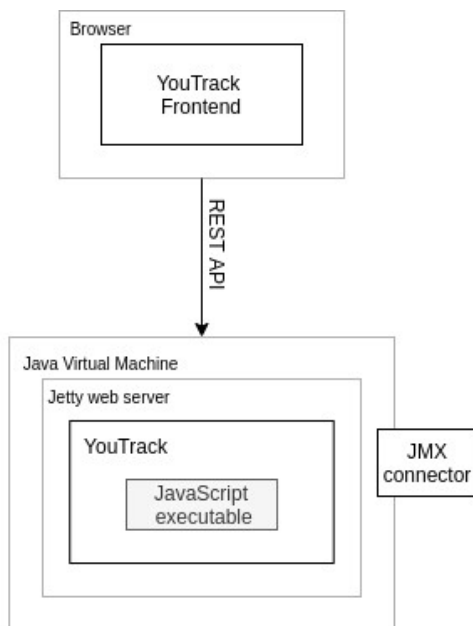 Browser
YouTrack
Frontend
REST API
Java Virtual Machine
Jetty web server
YouTrack
JavaScript
executable
JMX
connector